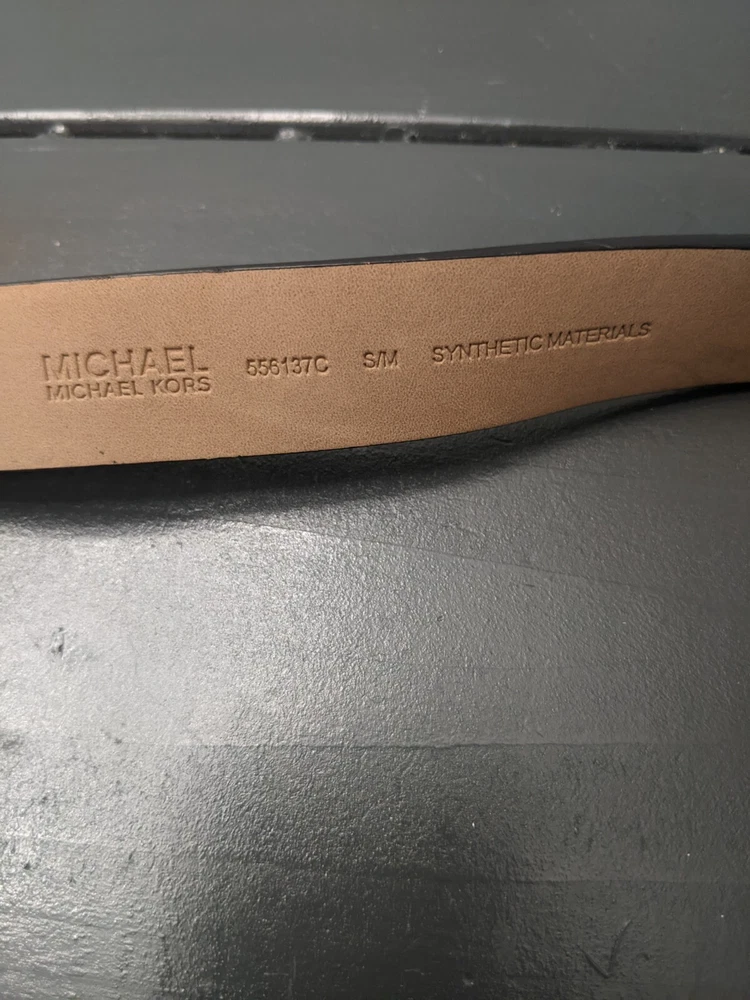 MICHAEL
MICHAEL KORS
556137C S/M SYNTHETIC MATERIALS